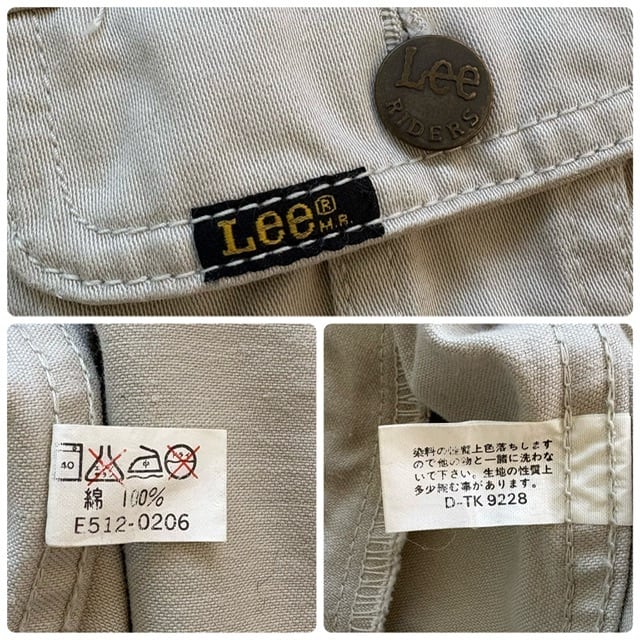 Lee
RIDERS
Lee® M.R.
40
中
綿 100%
E512-0206
染料の性質上色落ちします
ので他の物と一緒に洗わな
いで下さい。生地の性質上
多少縮む事があります。
D-TK 9228